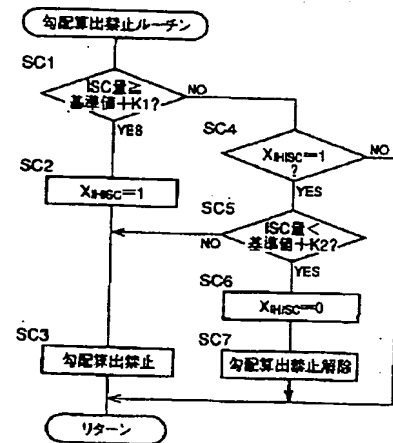 勾配算出禁止ルーチン
SC1
ISC量≧
基準値+K1?
NO
YES
SC4
XIHISC=1
?
NO
YES
SC2
XIHISC=1
SC5
ISC量<
基準値+K2?
NO
YES
SC6
XIHISC=0
SC3
勾配算出禁止
SC7
勾配算出禁止解除
リターン